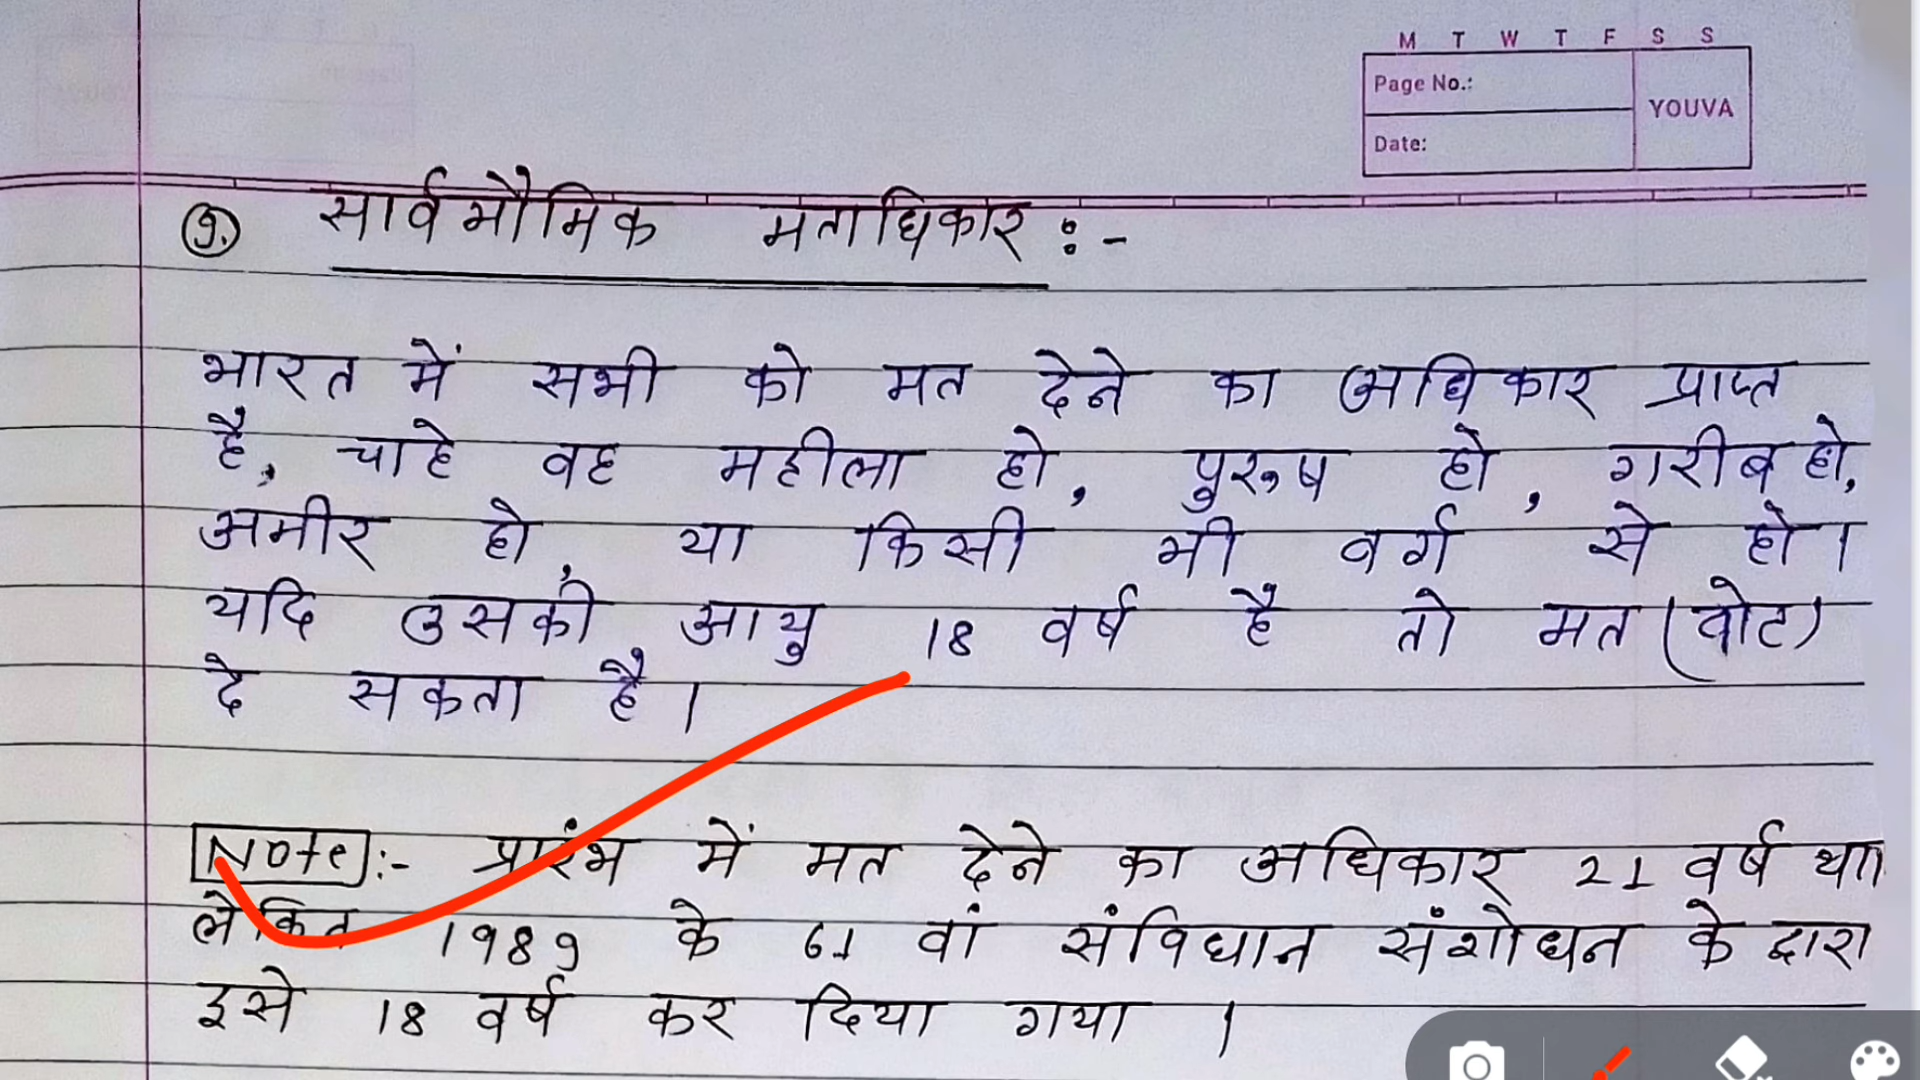 M T W T F S S
Page No.:
YOUVA
Date:
9. सार्वभौमिक मताधिकार :-
भारत में सभी को मत देने का अधिकार प्राप्त
है, चाहे वह महीला हो, पुरुष हो, गरीब हो,
अमीर हो, या किसी भी वर्ग से हो।
यदि उसकी आयु 18 वर्ष है तो मत (वोट)
दे सकता है।
Note :- प्रारंभ में मत देने का अधिकार 21 वर्ष था।
लेकिन 1989 के 61 वां संविधान संशोधन के द्वारा
इसे 18 वर्ष कर दिया गया ।